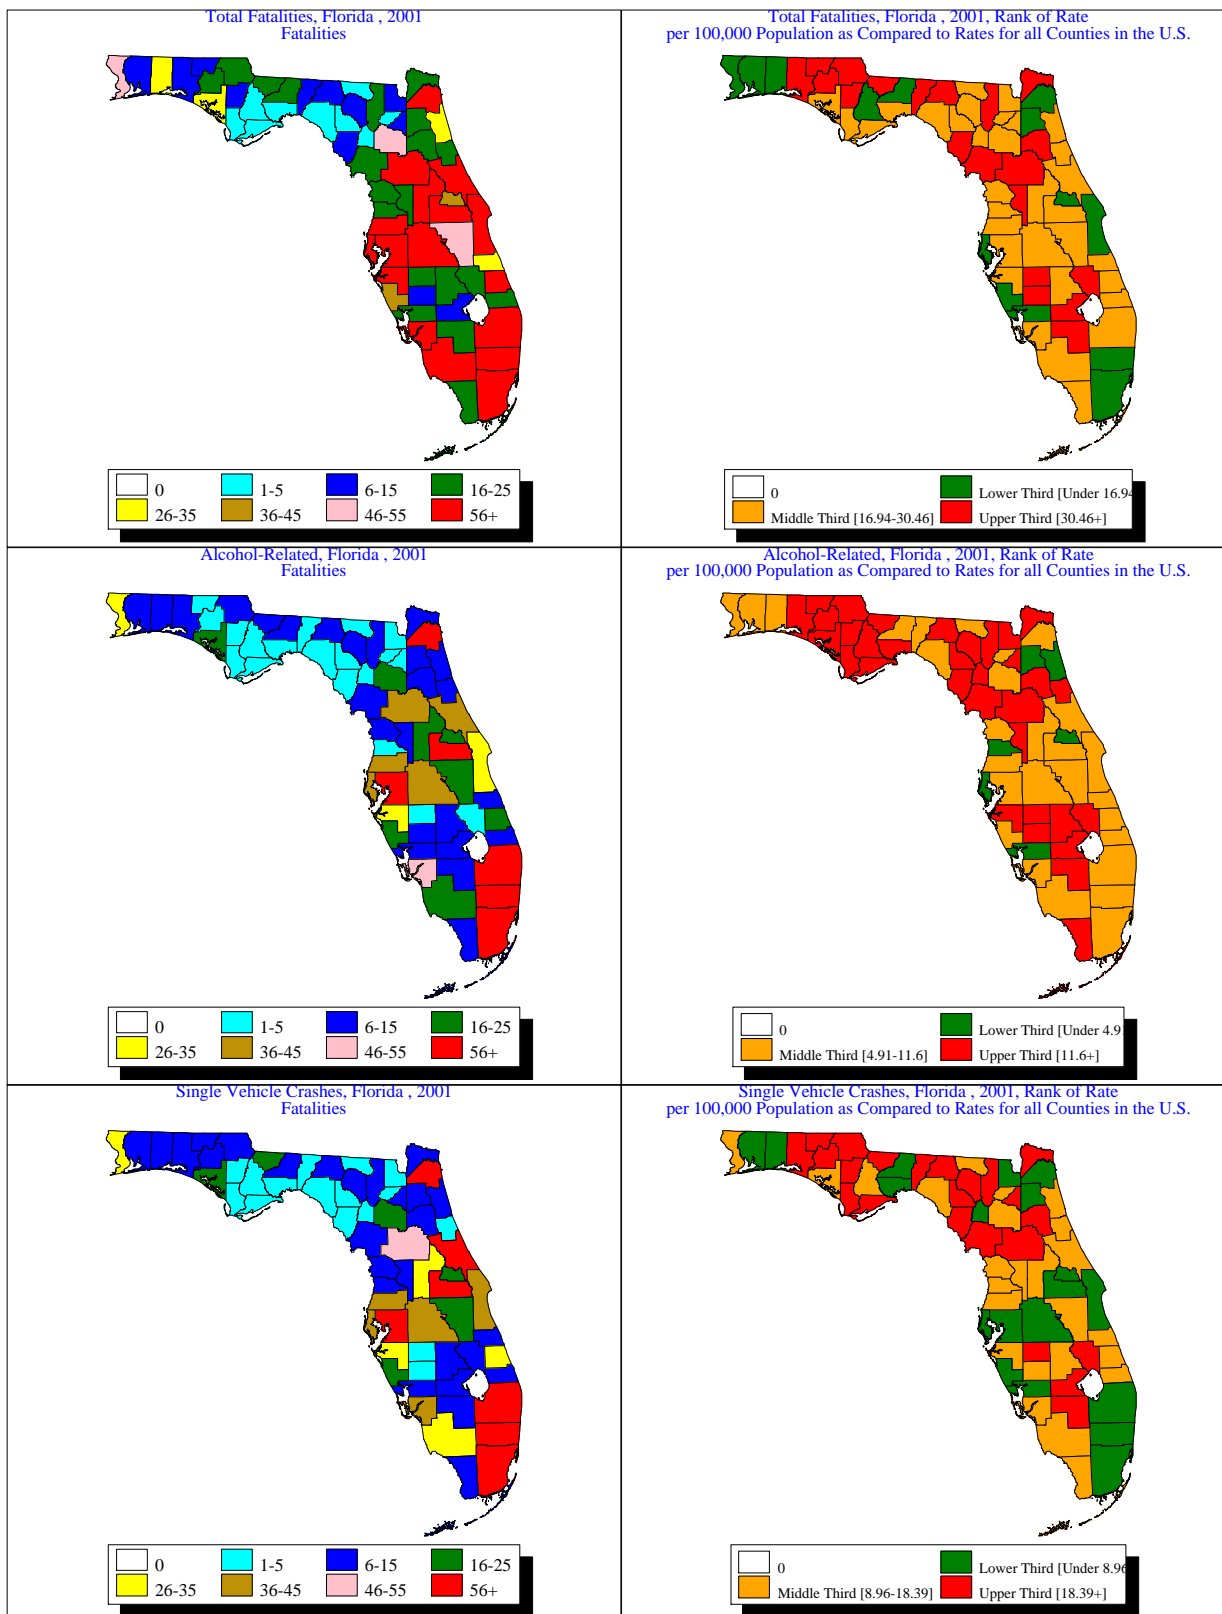 Total Fatalities, Florida , 2001
Fatalities
0
1-5
6-15
16-25
26-35
36-45
46-55
56+
Total Fatalities, Florida , 2001, Rank of Rate
per 100,000 Population as Compared to Rates for all Counties in the U.S.
0
Lower Third [Under 16.94
Middle Third [16.94-30.46]
Upper Third [30.46+]
Alcohol-Related, Florida , 2001
Fatalities
0
1-5
6-15
16-25
26-35
36-45
46-55
56+
Alcohol-Related, Florida , 2001, Rank of Rate
per 100,000 Population as Compared to Rates for all Counties in the U.S.
0
Lower Third [Under 4.91
Middle Third [4.91-11.6]
Upper Third [11.6+]
Single Vehicle Crashes, Florida , 2001
Fatalities
0
1-5
6-15
16-25
26-35
36-45
46-55
56+
Single Vehicle Crashes, Florida , 2001, Rank of Rate
per 100,000 Population as Compared to Rates for all Counties in the U.S.
0
Lower Third [Under 8.96
Middle Third [8.96-18.39]
Upper Third [18.39+]